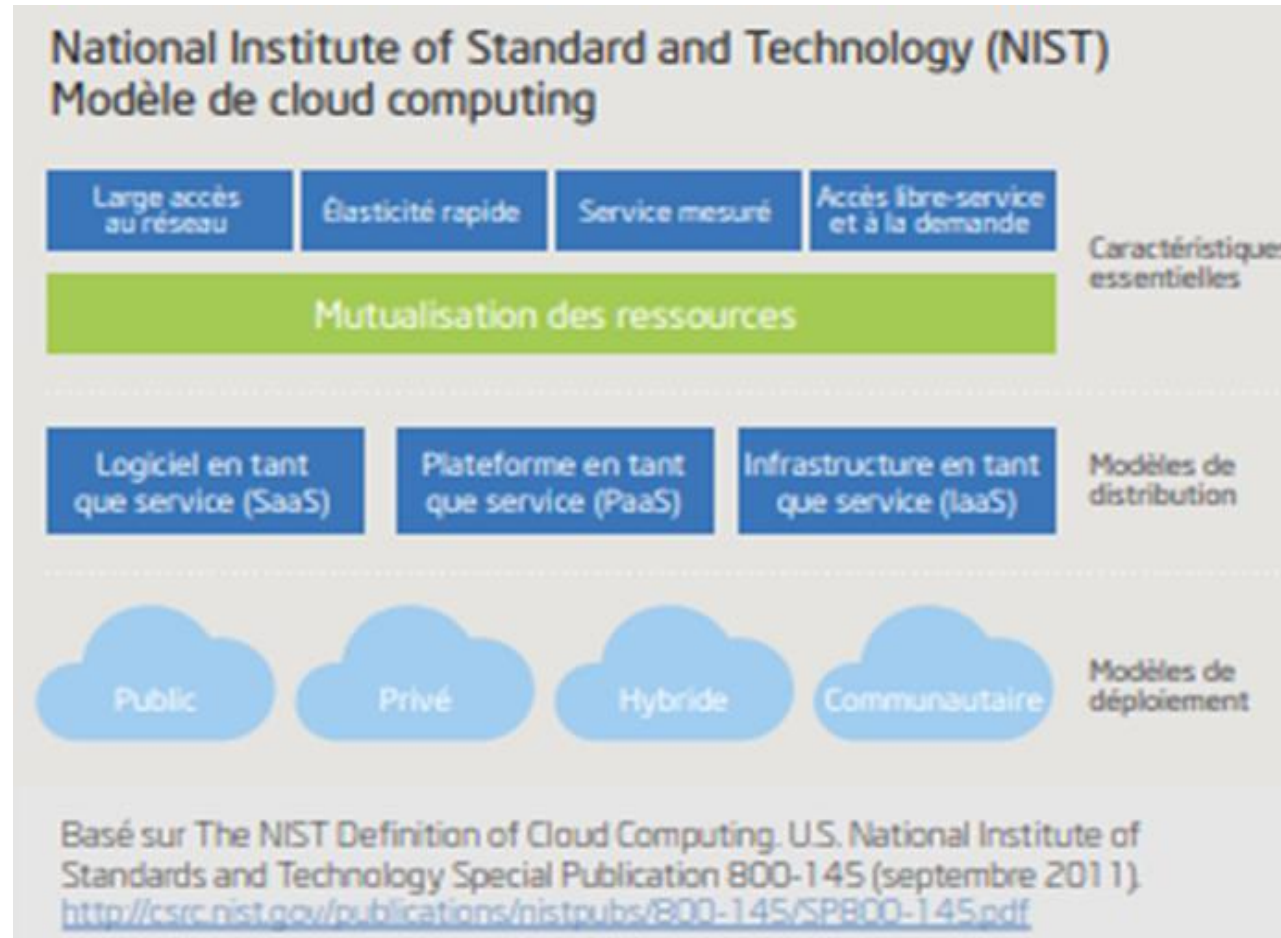 National Institute of Standard and Technology (NIST)
Modèle de cloud computing
Large accès
au réseau
Élasticité rapide
Service mesuré
Accès libre-service
et à la demande
Caractéristiques
essentielles
Mutualisation des ressources
Logiciel en tant
que service (SaaS)
Plateforme en tant
que service (PaaS)
Infrastructure en tant
que service (IaaS)
Modèles de
distribution
Public
Privé
Hybride
Communautaire
Modèles de
déploiement
Basé sur The NIST Definition of Cloud Computing. U.S. National Institute of
Standards and Technology Special Publication 800-145 (septembre 2011).
http://csrc.nist.gov/publications/nistpubs/800-145/SP800-145.pdf